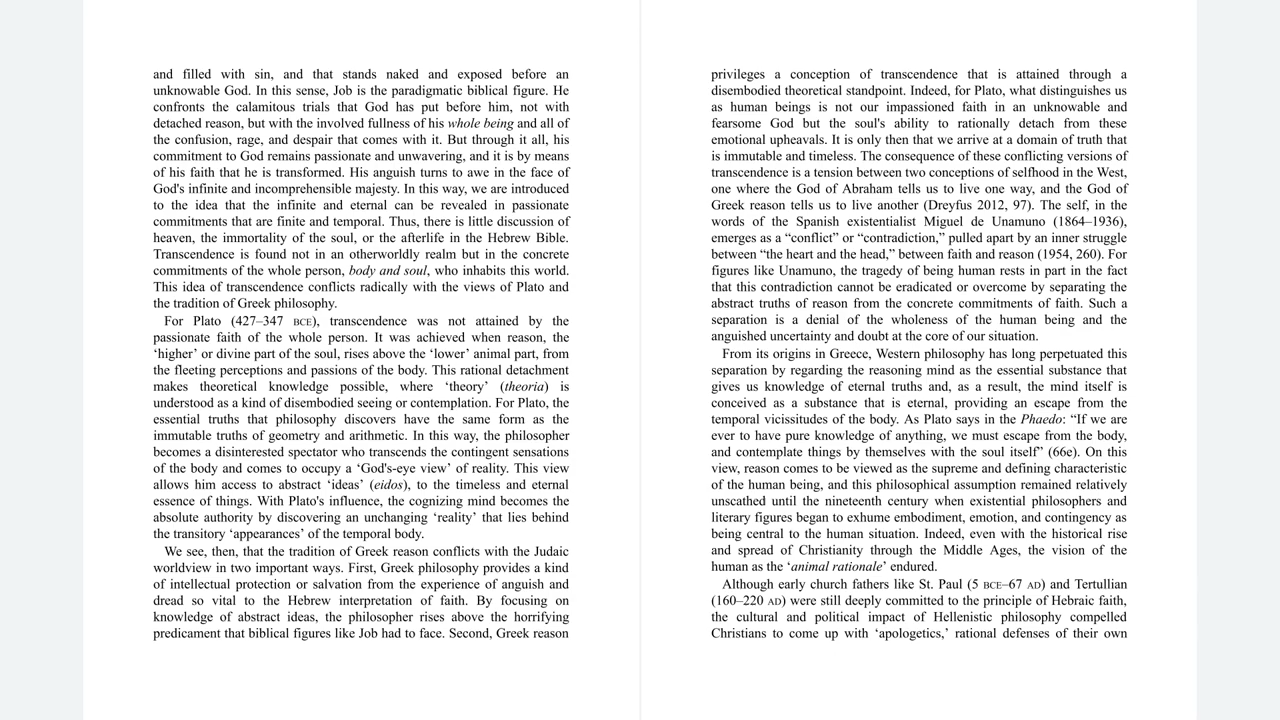 and filled with sin, and that stands naked and exposed before an
unknowable God. In this sense, Job is the paradigmatic biblical figure. He
confronts the calamitous trials that God has put before him, not with
detached reason, but with the involved fullness of his whole being and all of
the confusion, rage, and despair that comes with it. But through it all, his
commitment to God remains passionate and unwavering, and it is by means
of his faith that he is transformed. His anguish turns to awe in the face of
God's infinite and incomprehensible majesty. In this way, we are introduced
to the idea that the infinite and eternal can be revealed in passionate
commitments that are finite and temporal. Thus, there is little discussion of
heaven, the immortality of the soul, or the afterlife in the Hebrew Bible.
Transcendence is found not in an otherworldly realm but in the concrete
commitments of the whole person, body and soul, who inhabits this world.
This idea of transcendence conflicts radically with the views of Plato and
the tradition of Greek philosophy.
For Plato (427–347 BCE), transcendence was not attained by the
passionate faith of the whole person. It was achieved when reason, the
‘higher’ or divine part of the soul, rises above the ‘lower’ animal part, from
the fleeting perceptions and passions of the body. This rational detachment
makes theoretical knowledge possible, where ‘theory’ (theoria) is
understood as a kind of disembodied seeing or contemplation. For Plato, the
essential truths that philosophy discovers have the same form as the
immutable truths of geometry and arithmetic. In this way, the philosopher
becomes a disinterested spectator who transcends the contingent sensations
of the body and comes to occupy a ‘God's-eye view’ of reality. This view
allows him access to abstract ‘ideas’ (eidos), to the timeless and eternal
essence of things. With Plato's influence, the cognizing mind becomes the
absolute authority by discovering an unchanging ‘reality’ that lies behind
the transitory ‘appearances’ of the temporal body.
We see, then, that the tradition of Greek reason conflicts with the Judaic
worldview in two important ways. First, Greek philosophy provides a kind
of intellectual protection or salvation from the experience of anguish and
dread so vital to the Hebrew interpretation of faith. By focusing on
knowledge of abstract ideas, the philosopher rises above the horrifying
predicament that biblical figures like Job had to face. Second, Greek reason
privileges a conception of transcendence that is attained through a
disembodied theoretical standpoint. Indeed, for Plato, what distinguishes us
as human beings is not our impassioned faith in an unknowable and
fearsome God but the soul's ability to rationally detach from these
emotional upheavals. It is only then that we arrive at a domain of truth that
is immutable and timeless. The consequence of these conflicting versions of
transcendence is a tension between two conceptions of selfhood in the West,
one where the God of Abraham tells us to live one way, and the God of
Greek reason tells us to live another (Dreyfus 2012, 97). The self, in the
words of the Spanish existentialist Miguel de Unamuno (1864–1936),
emerges as a “conflict” or “contradiction,” pulled apart by an inner struggle
between “the heart and the head,” between faith and reason (1954, 260). For
figures like Unamuno, the tragedy of being human rests in part in the fact
that this contradiction cannot be eradicated or overcome by separating the
abstract truths of reason from the concrete commitments of faith. Such a
separation is a denial of the wholeness of the human being and the
anguished uncertainty and doubt at the core of our situation.
From its origins in Greece, Western philosophy has long perpetuated this
separation by regarding the reasoning mind as the essential substance that
gives us knowledge of eternal truths and, as a result, the mind itself is
conceived as a substance that is eternal, providing an escape from the
temporal vicissitudes of the body. As Plato says in the Phaedo: “If we are
ever to have pure knowledge of anything, we must escape from the body,
and contemplate things by themselves with the soul itself” (66e). On this
view, reason comes to be viewed as the supreme and defining characteristic
of the human being, and this philosophical assumption remained relatively
unscathed until the nineteenth century when existential philosophers and
literary figures began to exhume embodiment, emotion, and contingency as
being central to the human situation. Indeed, even with the historical rise
and spread of Christianity through the Middle Ages, the vision of the
human as the ‘animal rationale’ endured.
Although early church fathers like St. Paul (5 BCE–67 AD) and Tertullian
(160–220 AD) were still deeply committed to the principle of Hebraic faith,
the cultural and political impact of Hellenistic philosophy compelled
Christians to come up with ‘apologetics,’ rational defenses of their own